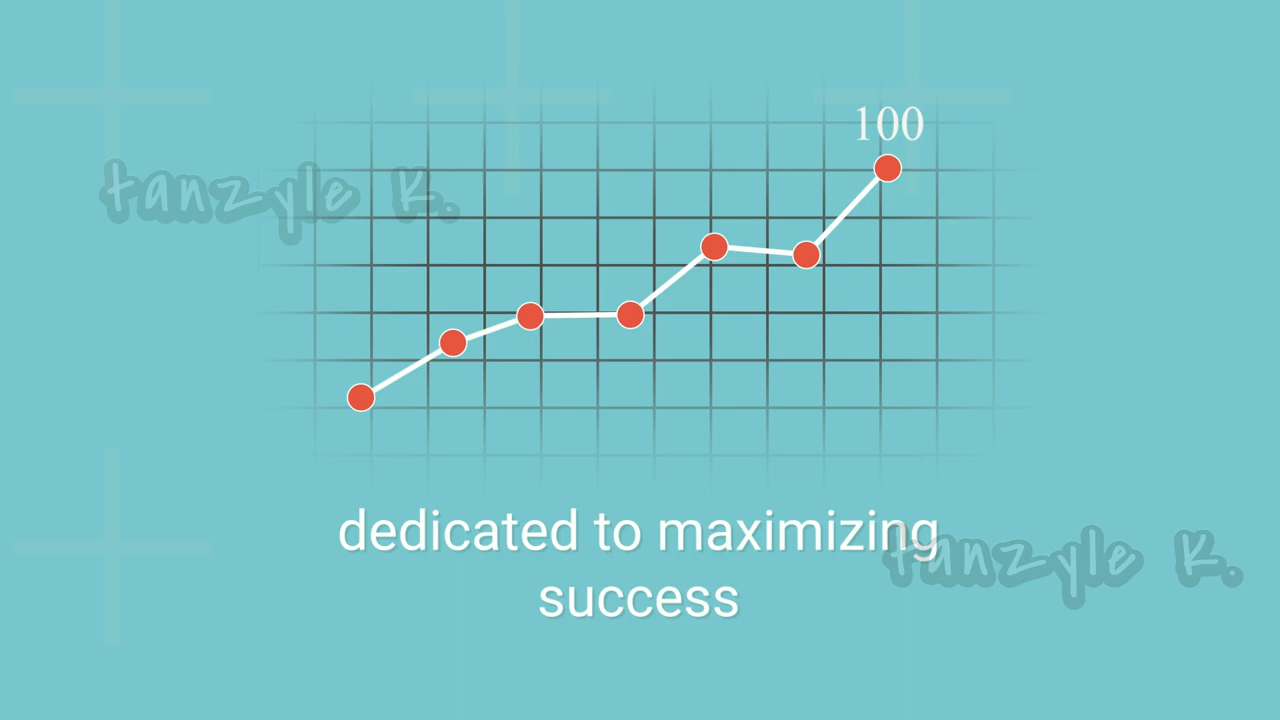 100
tanzyle K.
dedicated to maximizing
success
tanzyle K.